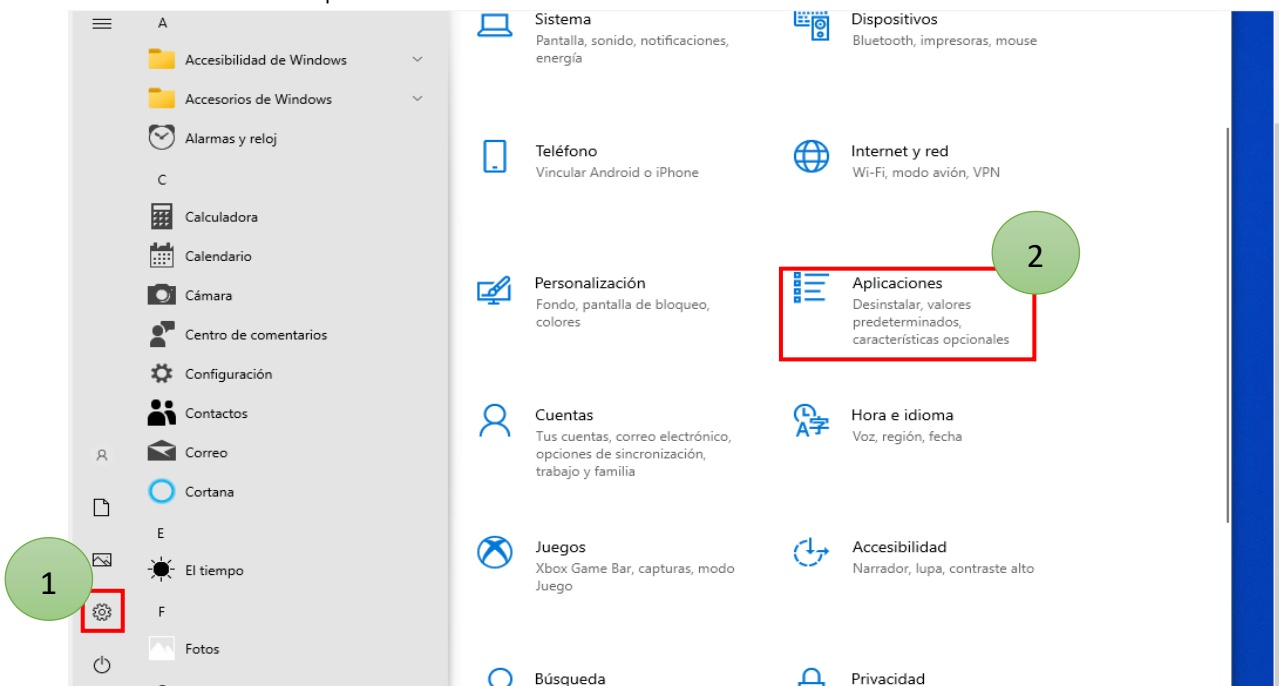 A
Accesibilidad de Windows
Accesorios de Windows
Alarmas y reloj
C
Calculadora
Calendario
Cámara
Centro de comentarios
Configuración
Contactos
Correo
Cortana
E
El tiempo
F
Fotos
1
Sistema
Pantalla, sonido, notificaciones,
energía
Dispositivos
Bluetooth, impresoras, mouse
Teléfono
Vincular Android o iPhone
Internet y red
Wi-Fi, modo avión, VPN
Personalización
Fondo, pantalla de bloqueo,
colores
2
Aplicaciones
Desinstalar, valores
predeterminados,
características opcionales
Cuentas
Tus cuentas, correo electrónico,
opciones de sincronización,
trabajo y familia
Hora e idioma
Voz, región, fecha
Juegos
Xbox Game Bar, capturas, modo
Juego
Accesibilidad
Narrador, lupa, contraste alto
Búsqueda
Privacidad